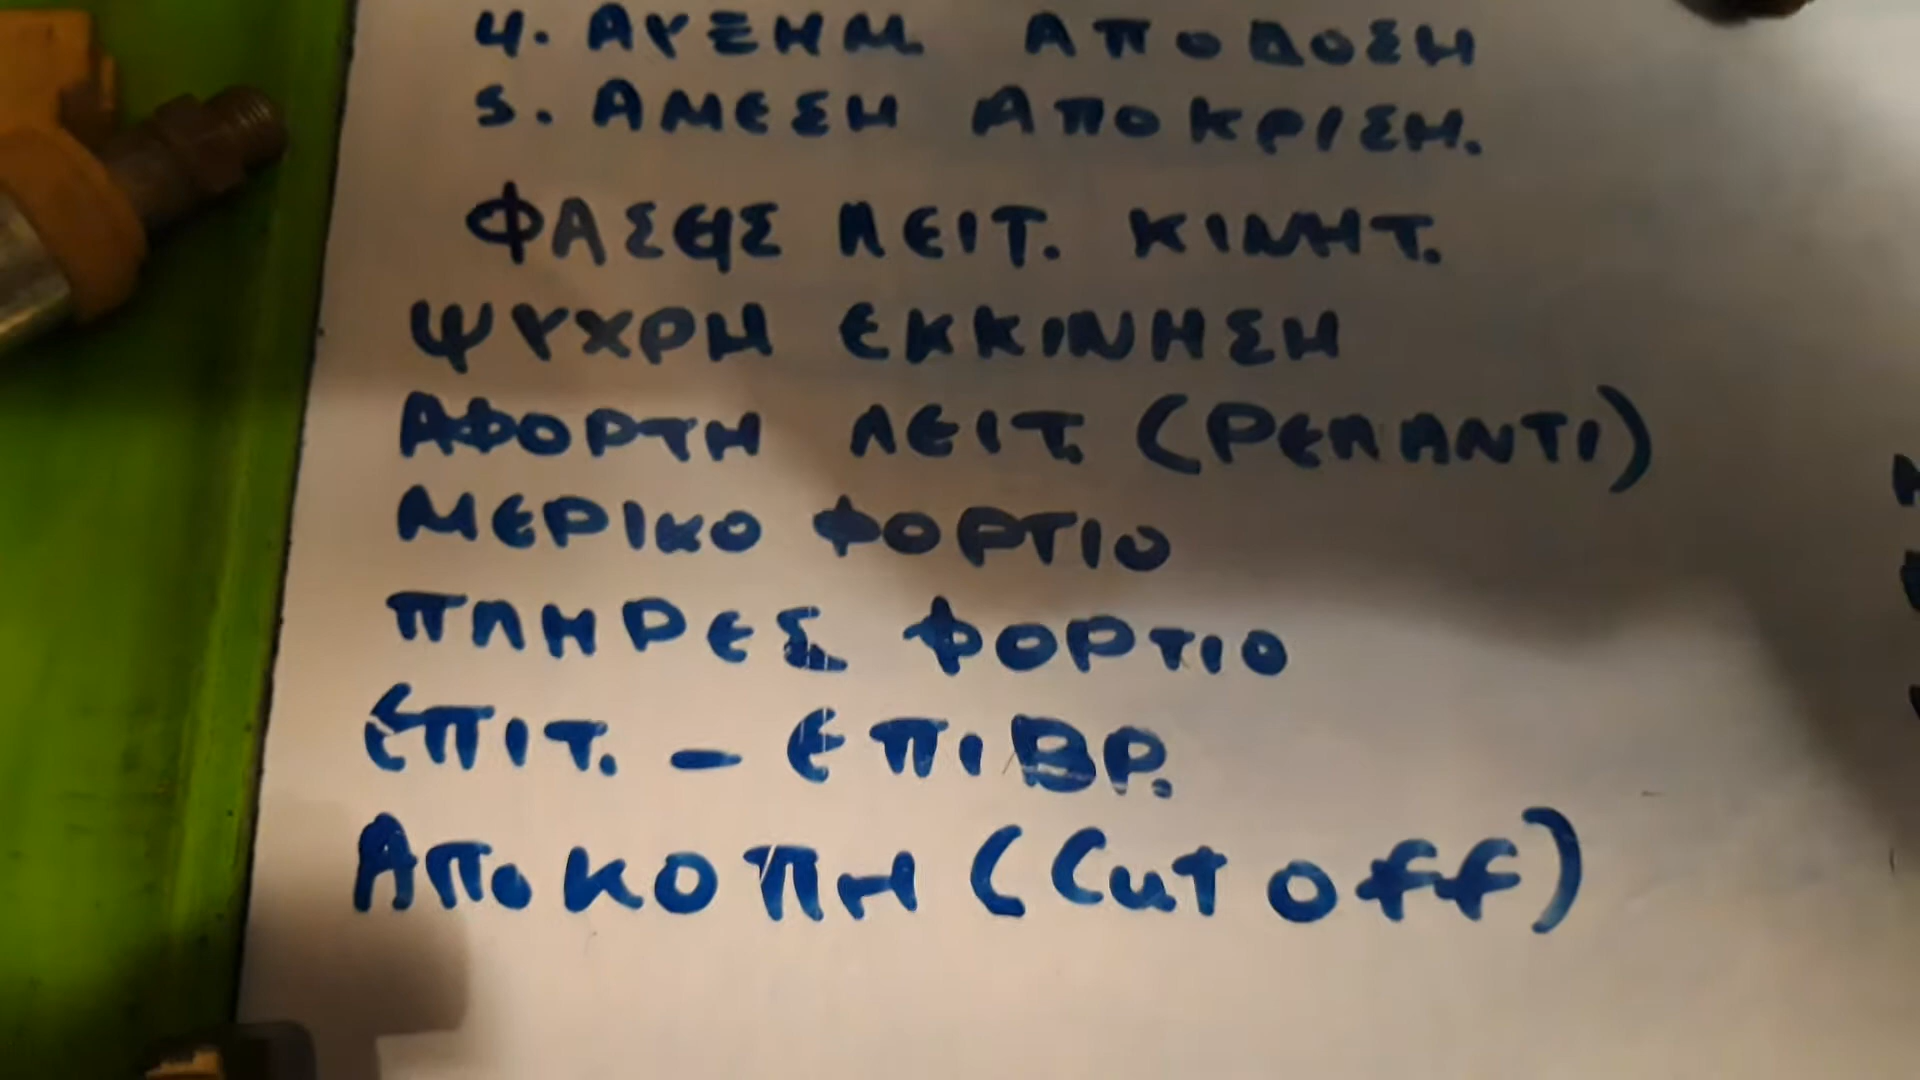 4. ΑΥΞΗΜ. ΑΠΟΔΟΣΗ
5. ΑΜΕΣΗ ΑΠΟΚΡΙΣΗ.
ΦΑΣΕΙΣ ΛΕΙΤ. ΚΙΝΗΤ.
ΨΥΧΡΗ ΕΚΚΙΝΗΣΗ
ΑΦΟΡΤΗ ΛΕΙΤ. (ΡΕΛΑΝΤΙ)
ΜΕΡΙΚΟ ΦΟΡΤΙΟ
ΠΛΗΡΕΣ ΦΟΡΤΙΟ
ΕΠΙΤ. – ΕΠΙΒΡ.
ΑΠΟΚΟΠΗ (Cut off)